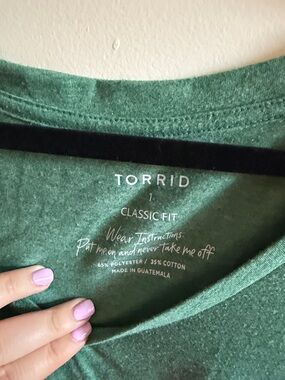 TORRID
1
CLASSIC FIT
Wear Instructions:
Put me on and never take me off
65% POLYESTER / 35% COTTON
MADE IN GUATEMALA